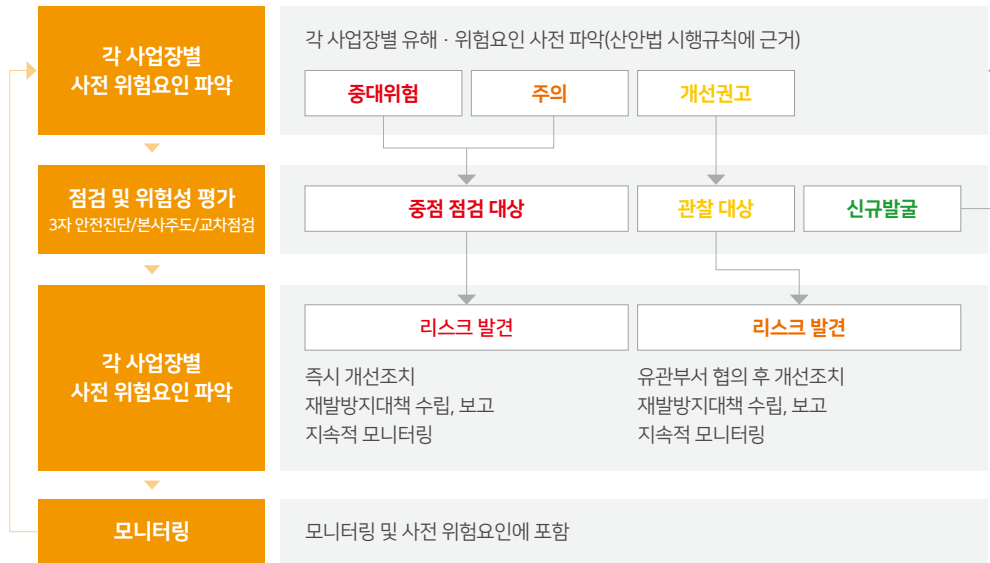 각 사업장별
사전 위험요인 파악
각 사업장별 유해 · 위험요인 사전 파악(산안법 시행규칙에 근거)
중대위험
주의
개선권고
점검 및 위험성 평가
3자 안전진단/본사주도/교차점검
중점 점검 대상
관찰 대상
신규발굴
각 사업장별
사전 위험요인 파악
리스크 발견
즉시 개선조치
재발방지대책 수립, 보고
지속적 모니터링
리스크 발견
유관부서 협의 후 개선조치
재발방지대책 수립, 보고
지속적 모니터링
모니터링
모니터링 및 사전 위험요인에 포함